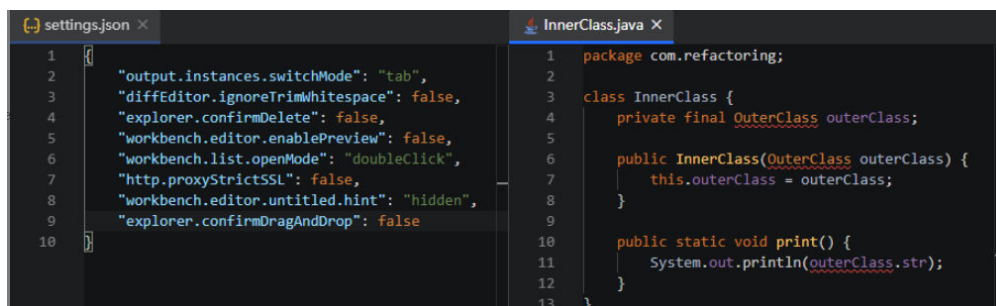 {..} settings.json ×
1 {
2 "output.instances.switchMode": "tab",
3 "diffEditor.ignoreTrimWhitespace": false,
4 "explorer.confirmDelete": false,
5 "workbench.editor.enablePreview": false,
6 "workbench.list.openMode": "doubleClick",
7 "http.proxyStrictSSL": false,
8 "workbench.editor.untitled.hint": "hidden",
9 "explorer.confirmDragAndDrop": false
10 }
InnerClass.java ×
1 package com.refactoring;
2
3 class InnerClass {
4 private final OuterClass outerClass;
5
6 public InnerClass(OuterClass outerClass) {
7 this.outerClass = outerClass;
8 }
9
10 public static void print() {
11 System.out.println(outerClass.str);
12 }
13 }